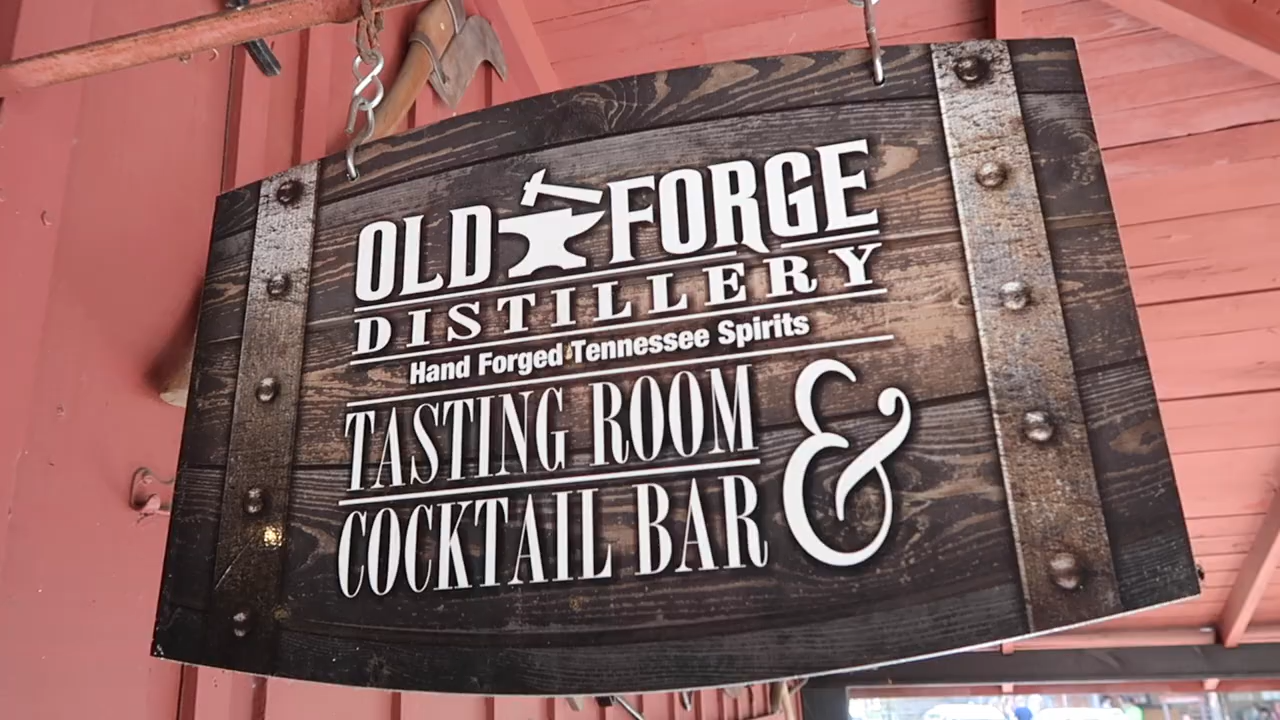 OLD FORGE
DISTILLERY
Hand Forged Tennessee Spirits
TASTING ROOM &
COCKTAIL BAR